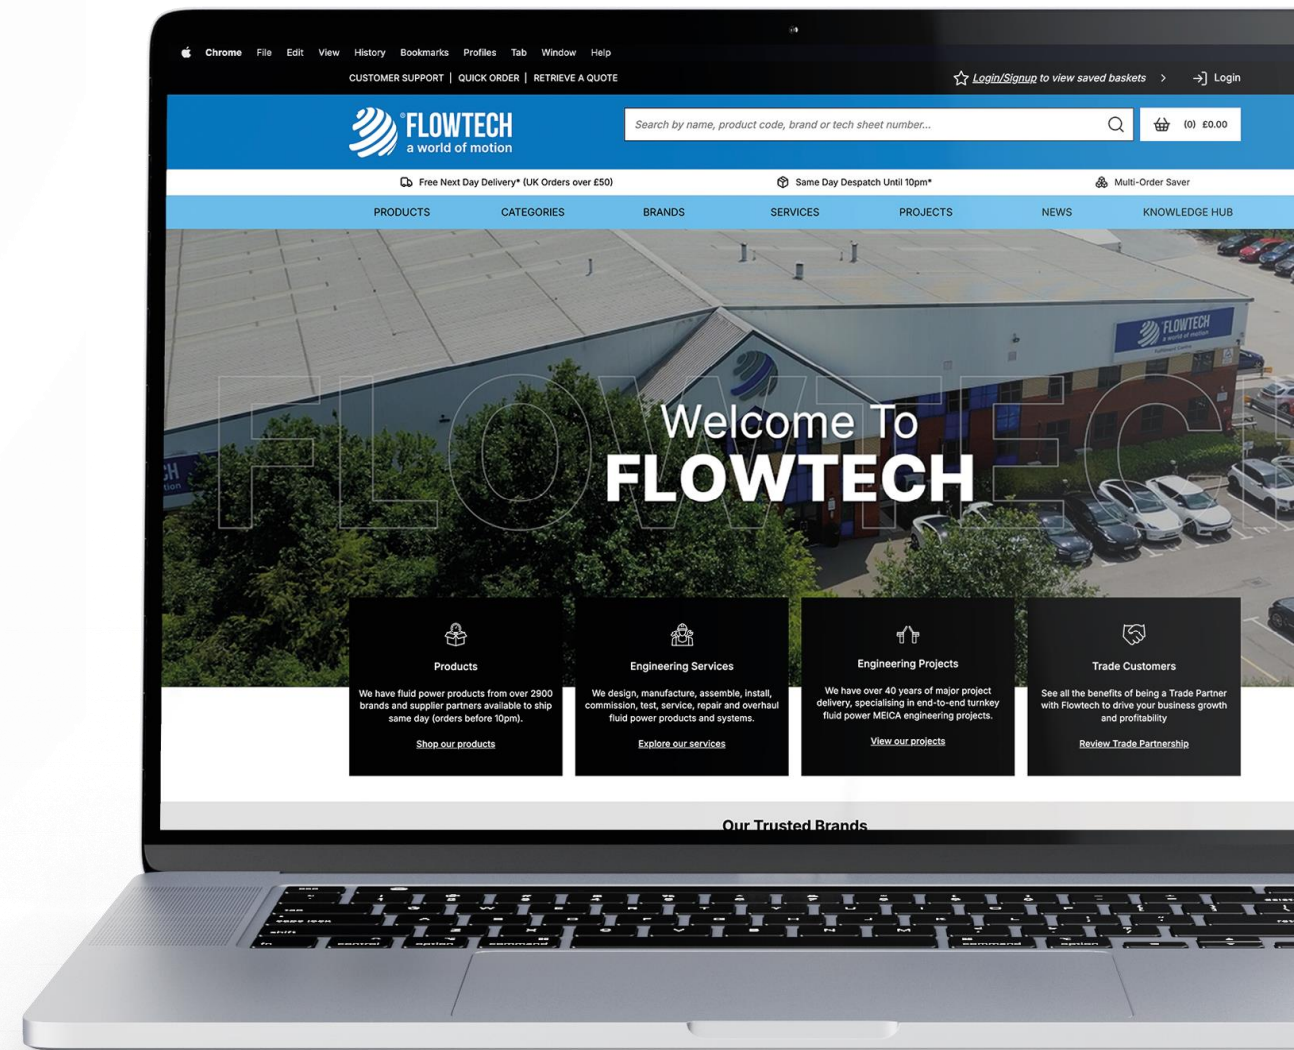 Chrome File Edit View History Bookmarks Profiles Tab Window Help
CUSTOMER SUPPORT | QUICK ORDER | RETRIEVE A QUOTE
Login/Signup to view saved baskets > Login
FLOWTECH
a world of motion
Search by name, product code, brand or tech sheet number...
(0) £0.00
Free Next Day Delivery* (UK Orders over £50)
Same Day Despatch Until 10pm*
Multi-Order Saver
PRODUCTS CATEGORIES BRANDS SERVICES PROJECTS NEWS KNOWLEDGE HUB
FLOWTECH
a world of motion
FLOWTEC
Welcome To
FLOWTECH
Products
We have fluid power products from over 2900
brands and supplier partners available to ship
same day (orders before 10pm).
Shop our products
Engineering Services
We design, manufacture, assemble, install,
commission, test, service, repair and overhaul
fluid power products and systems.
Explore our services
Engineering Projects
We have over 40 years of major project
delivery, specialising in end-to-end turnkey
fluid power MEICA engineering projects.
View our projects
Trade Customers
See all the benefits of being a Trade Partner
with Flowtech to drive your business growth
and profitability
Review Trade Partnership
Our Trusted Brands
fn control option command command option